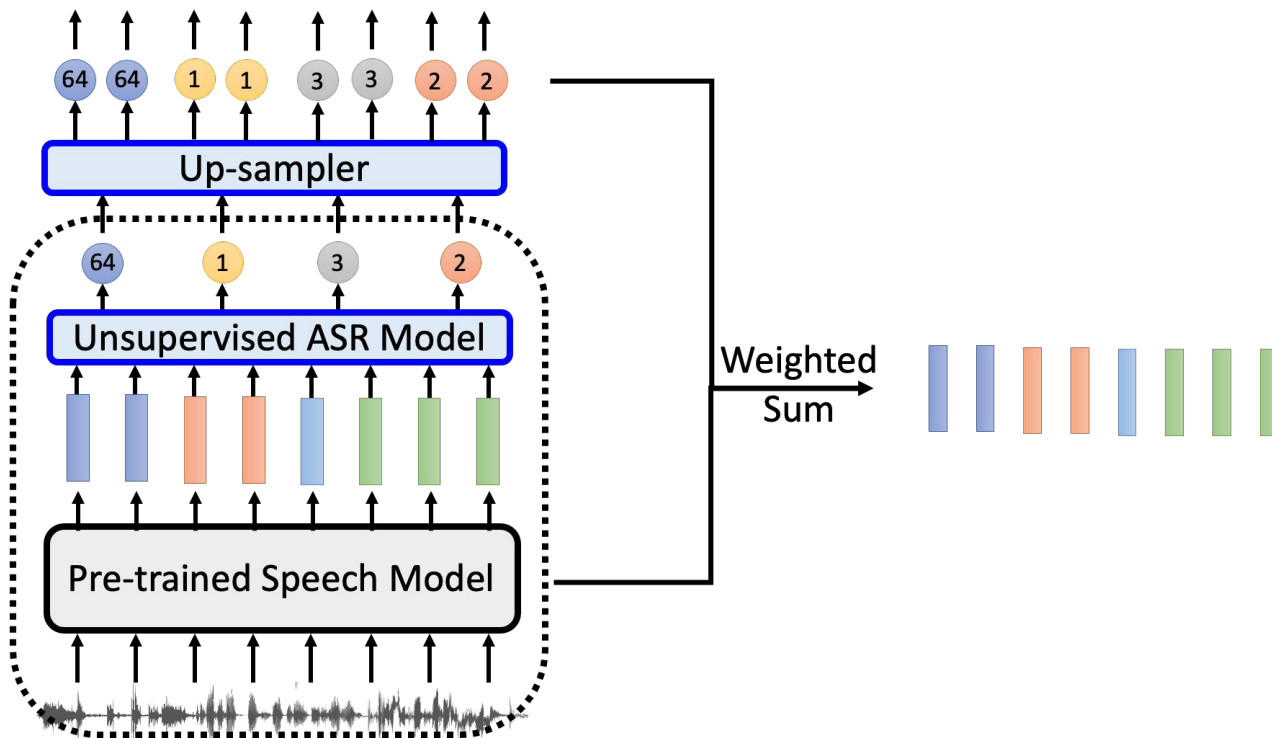 64 64 1 1 3 3 2 2
Up-sampler
64 1 3 2
Unsupervised ASR Model
Weighted
Sum
Pre-trained Speech Model